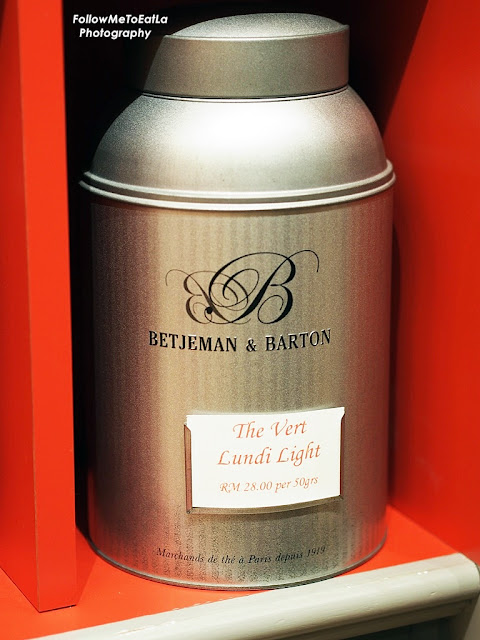 FollowMeToEatLa
Photography
BETJEMAN & BARTON
The Vert
Lundi Light
RM 28.00 per 50grs
Marchands de thé à Paris depuis 1919